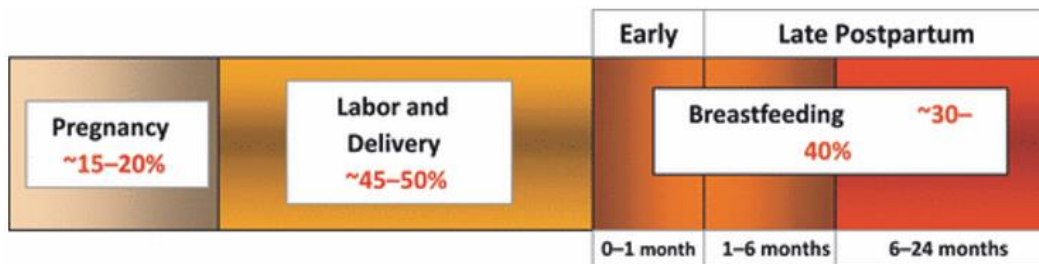 Early Late Postpartum
Pregnancy
~15–20%
Labor and
Delivery
~45–50%
Breastfeeding ~30–
40%
0–1 month 1–6 months 6–24 months